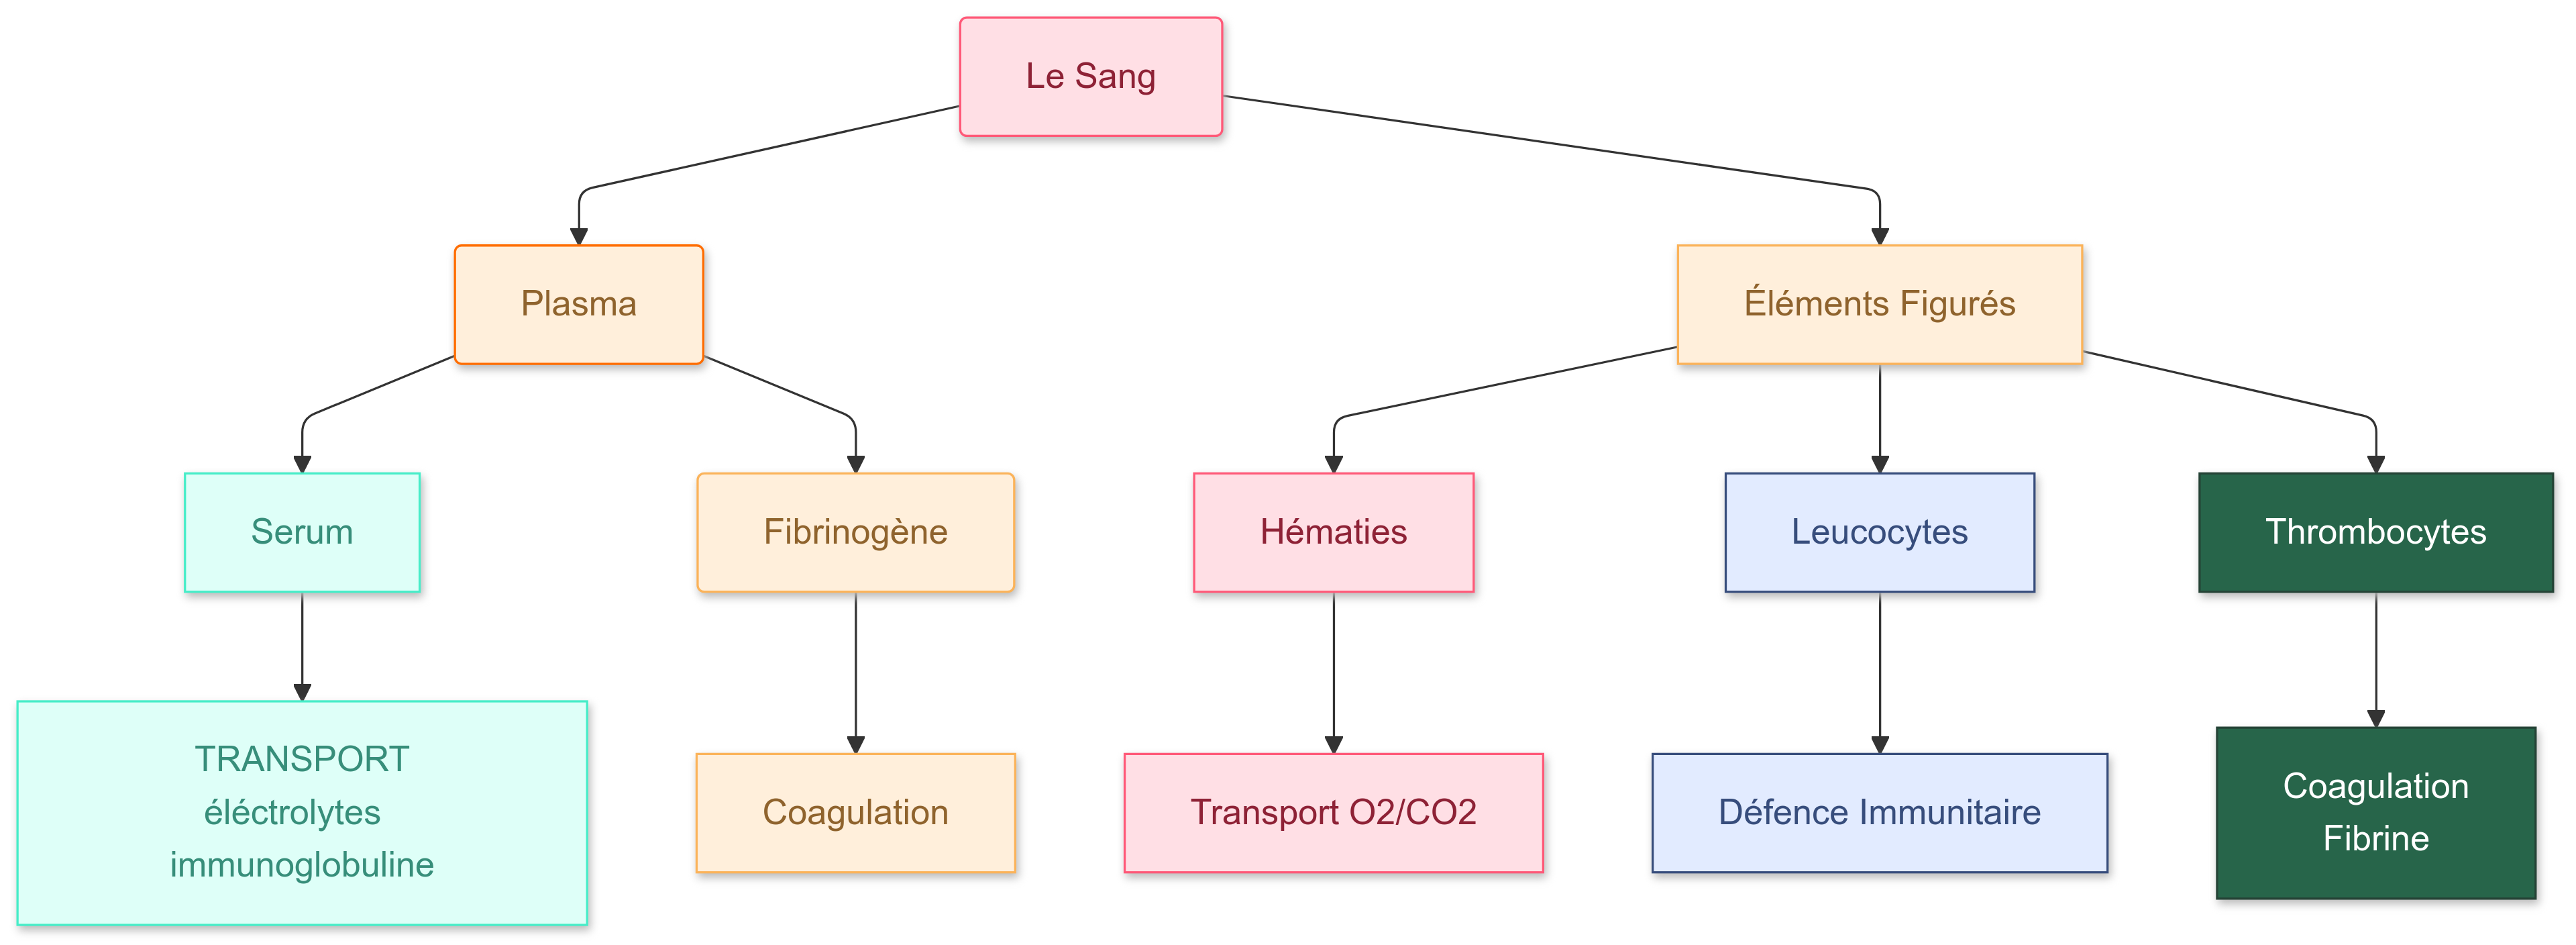 Le Sang
Plasma
Éléments Figurés
Serum
Fibrinogène
Hématies
Leucocytes
Thrombocytes
TRANSPORT
éléctrolytes
immunoglobuline
Coagulation
Transport O2/CO2
Défence Immunitaire
Coagulation
Fibrine